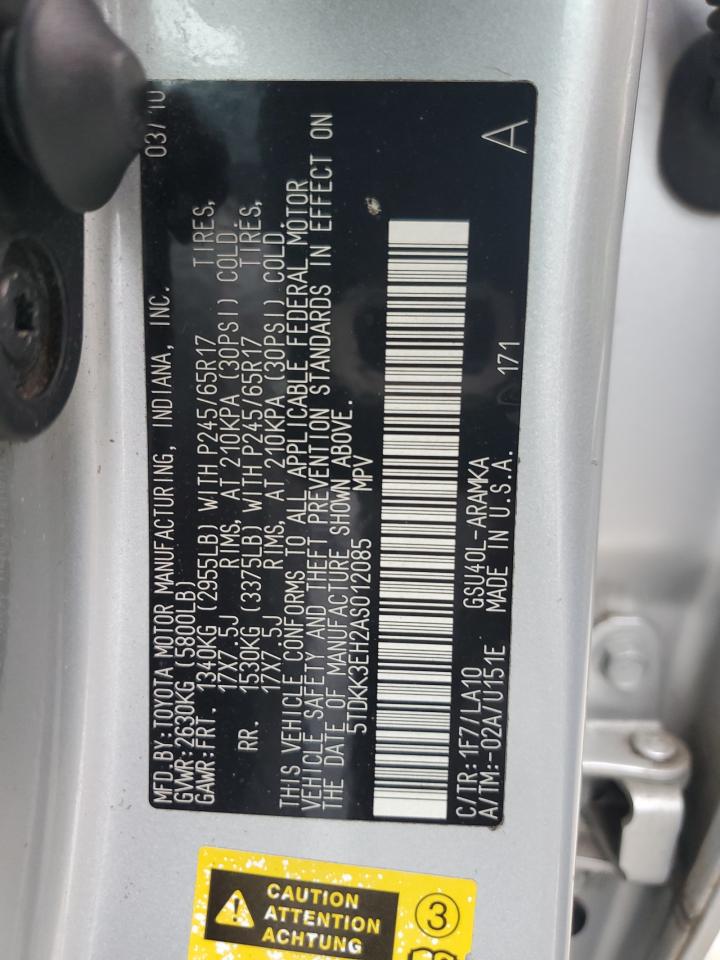 MFD.BY:TOYOTA MOTOR MANUFACTURING, INDIANA, INC. 03/10
GVWR:2630KG (5800LB)
GAWR:FRT. 1340KG (2955LB) WITH P245/65R17 TIRES,
17X7.5J RIMS, AT 210KPA (30PSI) COLD.
RR. 1530KG (3375LB) WITH P245/65R17 TIRES,
17X7.5J RIMS, AT 210KPA (30PSI) COLD.
THIS VEHICLE CONFORMS TO ALL APPLICABLE FEDERAL MOTOR
VEHICLE SAFETY AND THEFT PREVENTION STANDARDS IN EFFECT ON
THE DATE OF MANUFACTURE SHOWN ABOVE.
5TDKK3EH2AS012085 MPV
A
C/TR:1F7/LA10 GSU40L-ARAMKA
A/TM:-02A/U151E MADE IN U.S.A. 171
CAUTION
ATTENTION
ACHTUNG
3